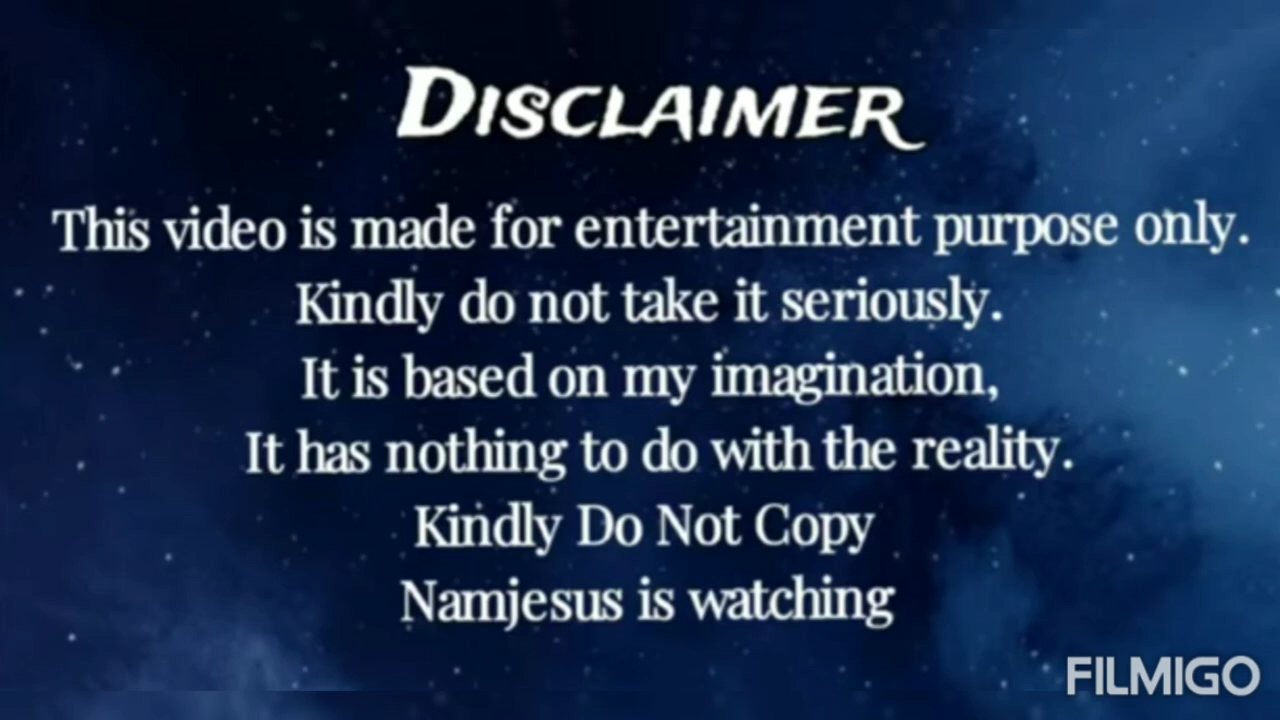 DISCLAIMER
This video is made for entertainment purpose only.
Kindly do not take it seriously.
It is based on my imagination,
It has nothing to do with the reality.
Kindly Do Not Copy
Namjesus is watching
FILMIGO